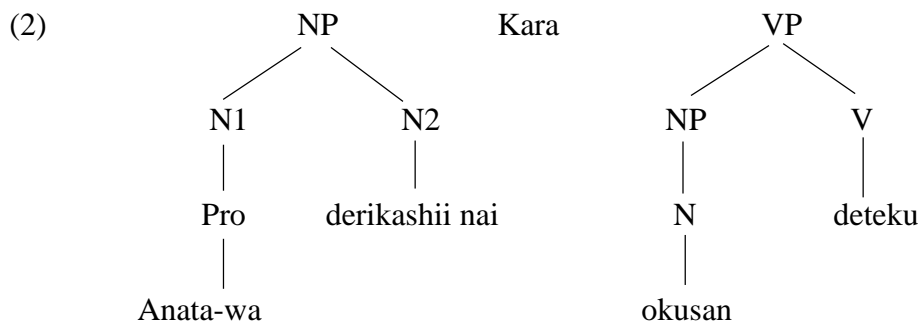 (2) NP Kara VP
N1 N2 NP V
Pro derikashii nai N deteku
Anata-wa okusan